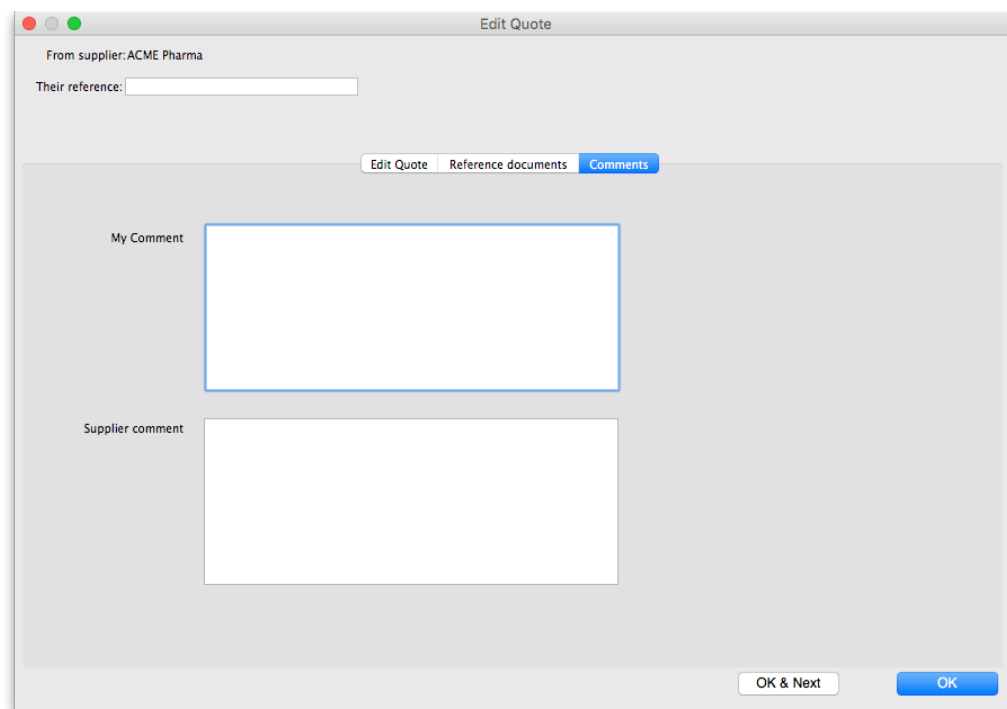 Edit Quote
From supplier: ACME Pharma
Their reference:
Edit Quote Reference documents Comments
My Comment
Supplier comment
OK & Next OK